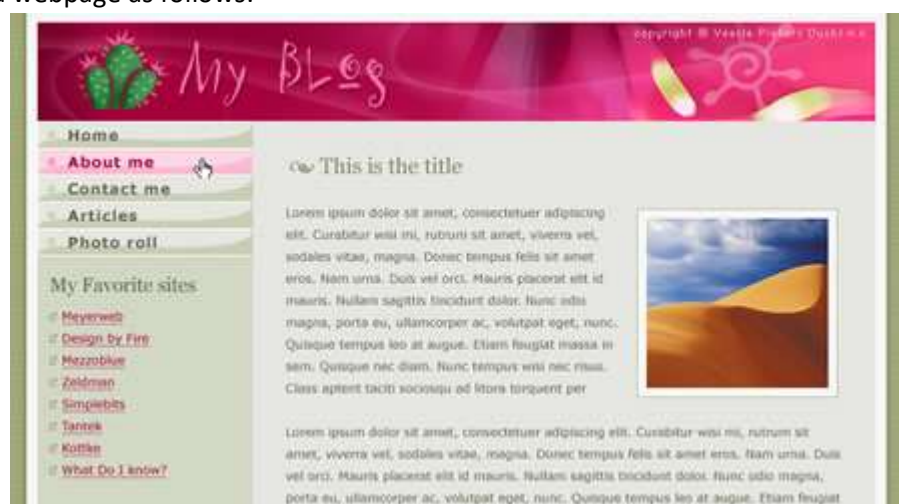 a webpage as follows:
My BLog
Home
About me
Contact me
Articles
Photo roll
My Favorite sites
Meyerweb
Design by Fire
Mezzoblue
Zeldman
Simplebits
Tantek
Kottke
What Do I know?
This is the title
Lorem ipsum dolor sit amet, consectetuer adipiscing
elit. Curabitur wisi mi, rutrum sit amet, viverra vel,
sodales vitae, magna. Donec tempus felis sit amet
eros. Nam urna. Duis vel orci. Mauris placerat elit id
mauris. Nullam sagittis tincidunt dolor. Nunc odio
magna, porta eu, ullamcorper ac, volutpat eget, nunc.
Quisque tempus leo at augue. Etiam feugiat massa in
sem. Quisque nec diam. Nunc tempus wisi nec risus.
Class aptent taciti sociosqu ad litora torquent per
Lorem ipsum dolor sit amet, consectetuer adipiscing elit. Curabitur wisi mi, rutrum sit
amet, viverra vel, sodales vitae, magna. Donec tempus felis sit amet eros. Nam urna. Duis
vel orci. Mauris placerat elit id mauris. Nullam sagittis tincidunt dolor. Nunc odio magna,
porta eu, ullamcorper ac, volutpat eget, nunc. Quisque tempus leo at augue. Etiam feugiat